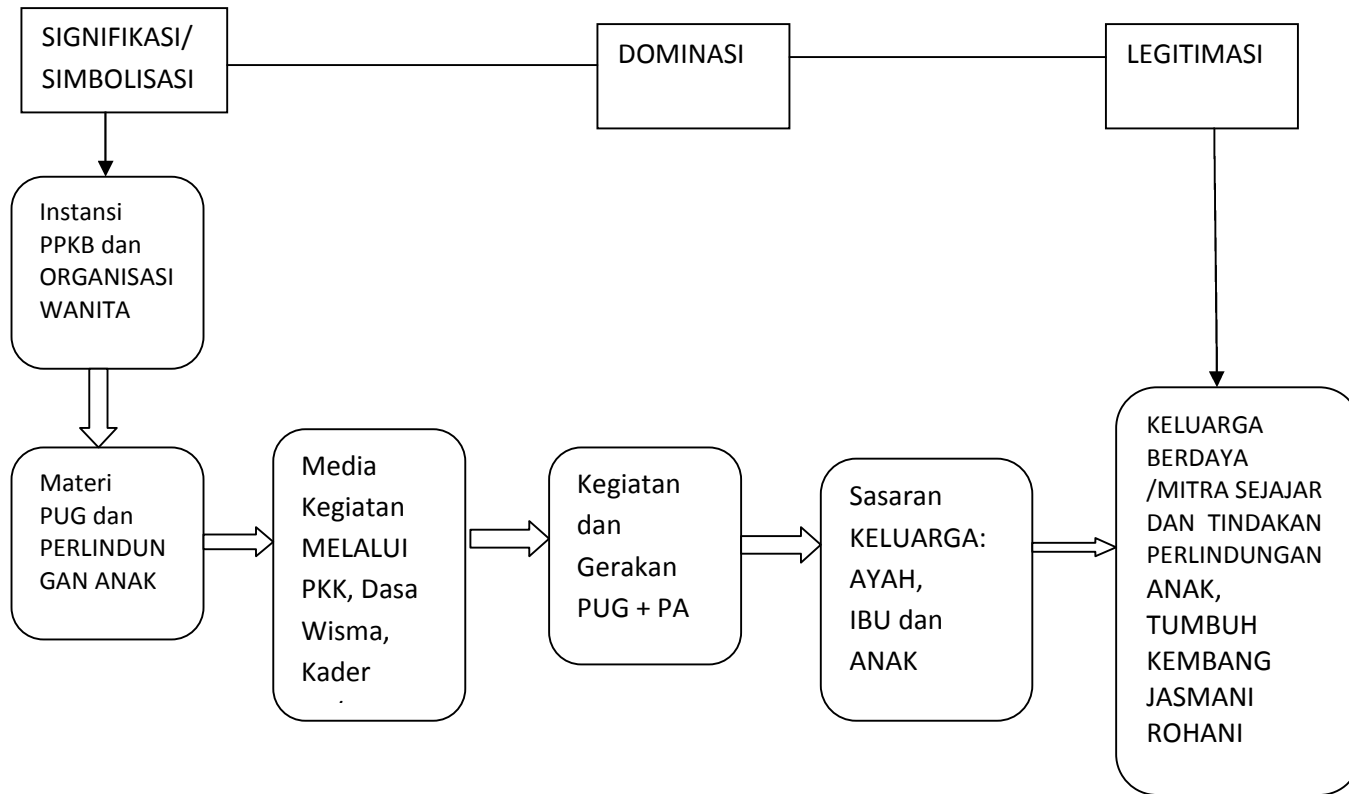 SIGNIFIKASI/
SIMBOLISASI
DOMINASI
LEGITIMASI
Instansi
PPKB dan
ORGANISASI
WANITA
Materi
PUG dan
PERLINDUN
GAN ANAK
Media
Kegiatan
MELALUI
PKK, Dasa
Wisma,
Kader
Kegiatan
dan
Gerakan
PUG + PA
Sasaran
KELUARGA:
AYAH,
IBU dan
ANAK
KELUARGA
BERDAYA
/MITRA SEJAJAR
DAN TINDAKAN
PERLINDUNGAN
ANAK,
TUMBUH
KEMBANG
JASMANI
ROHANI